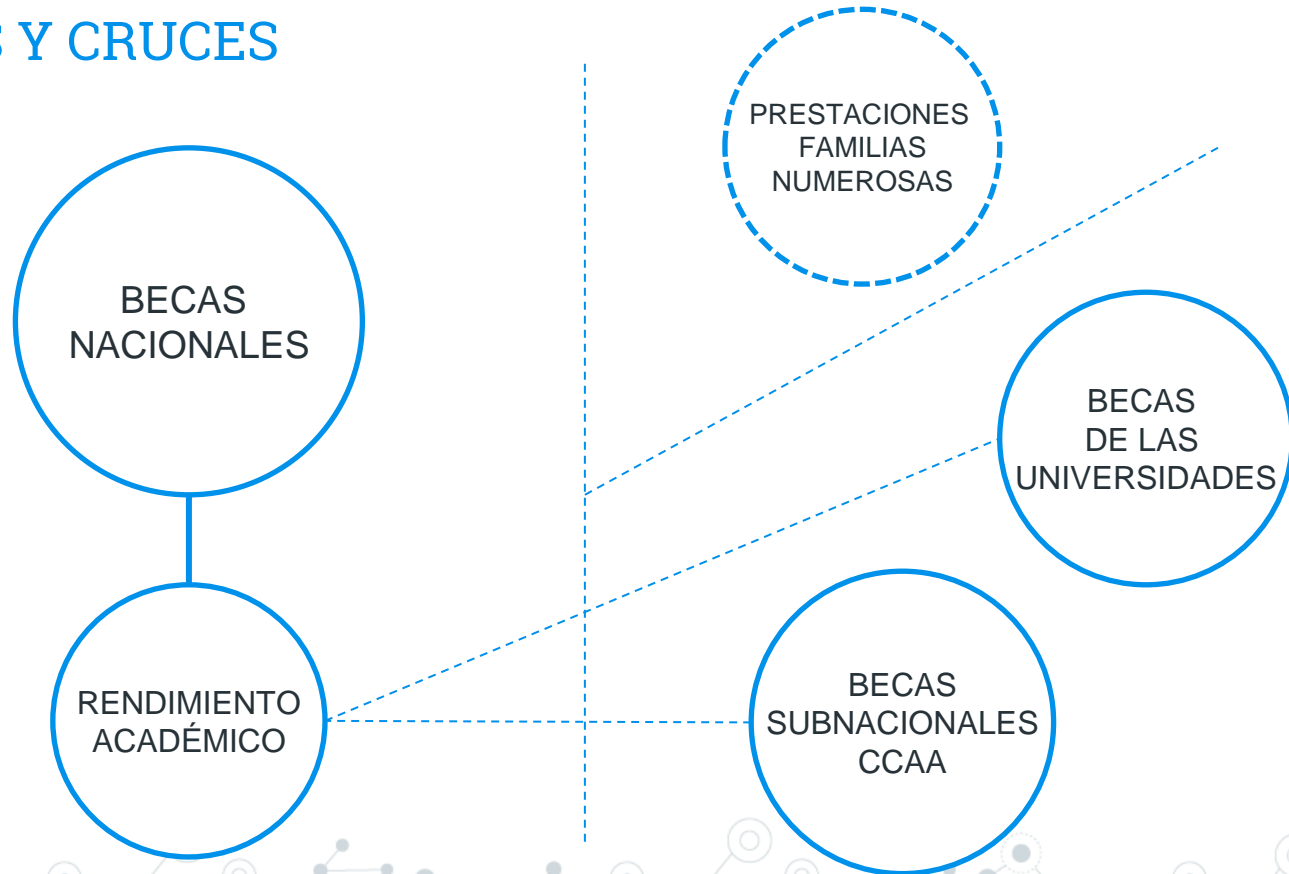 Y CRUCES
PRESTACIONES
FAMILIAS
NUMEROSAS
BECAS
NACIONALES
BECAS
DE LAS
UNIVERSIDADES
RENDIMIENTO
ACADÉMICO
BECAS
SUBNACIONALES
CCAA